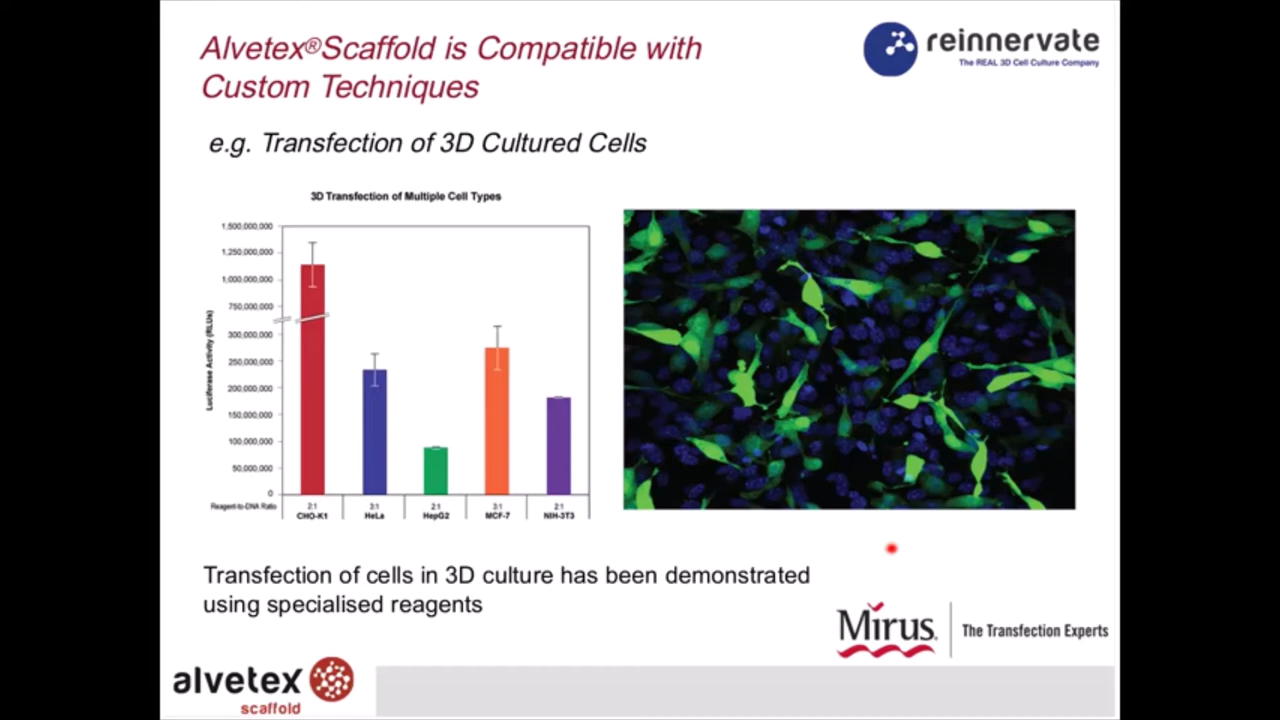 Alvetex®Scaffold is Compatible with
Custom Techniques
reinnervate
The REAL 3D Cell Culture Company
e.g. Transfection of 3D Cultured Cells
3D Transfection of Multiple Cell Types
Luciferase Activity (RLUs)
1,500,000,000
1,250,000,000
1,000,000,000
750,000,000
300,000,000
250,000,000
200,000,000
150,000,000
100,000,000
50,000,000
0
Reagent-to-DNA Ratio 2:1 3:1 2:1 3:1 2:1
CHO-K1 HeLa HepG2 MCF-7 NIH-3T3
Transfection of cells in 3D culture has been demonstrated
using specialised reagents
Mirus. The Transfection Experts
alvetex
scaffold